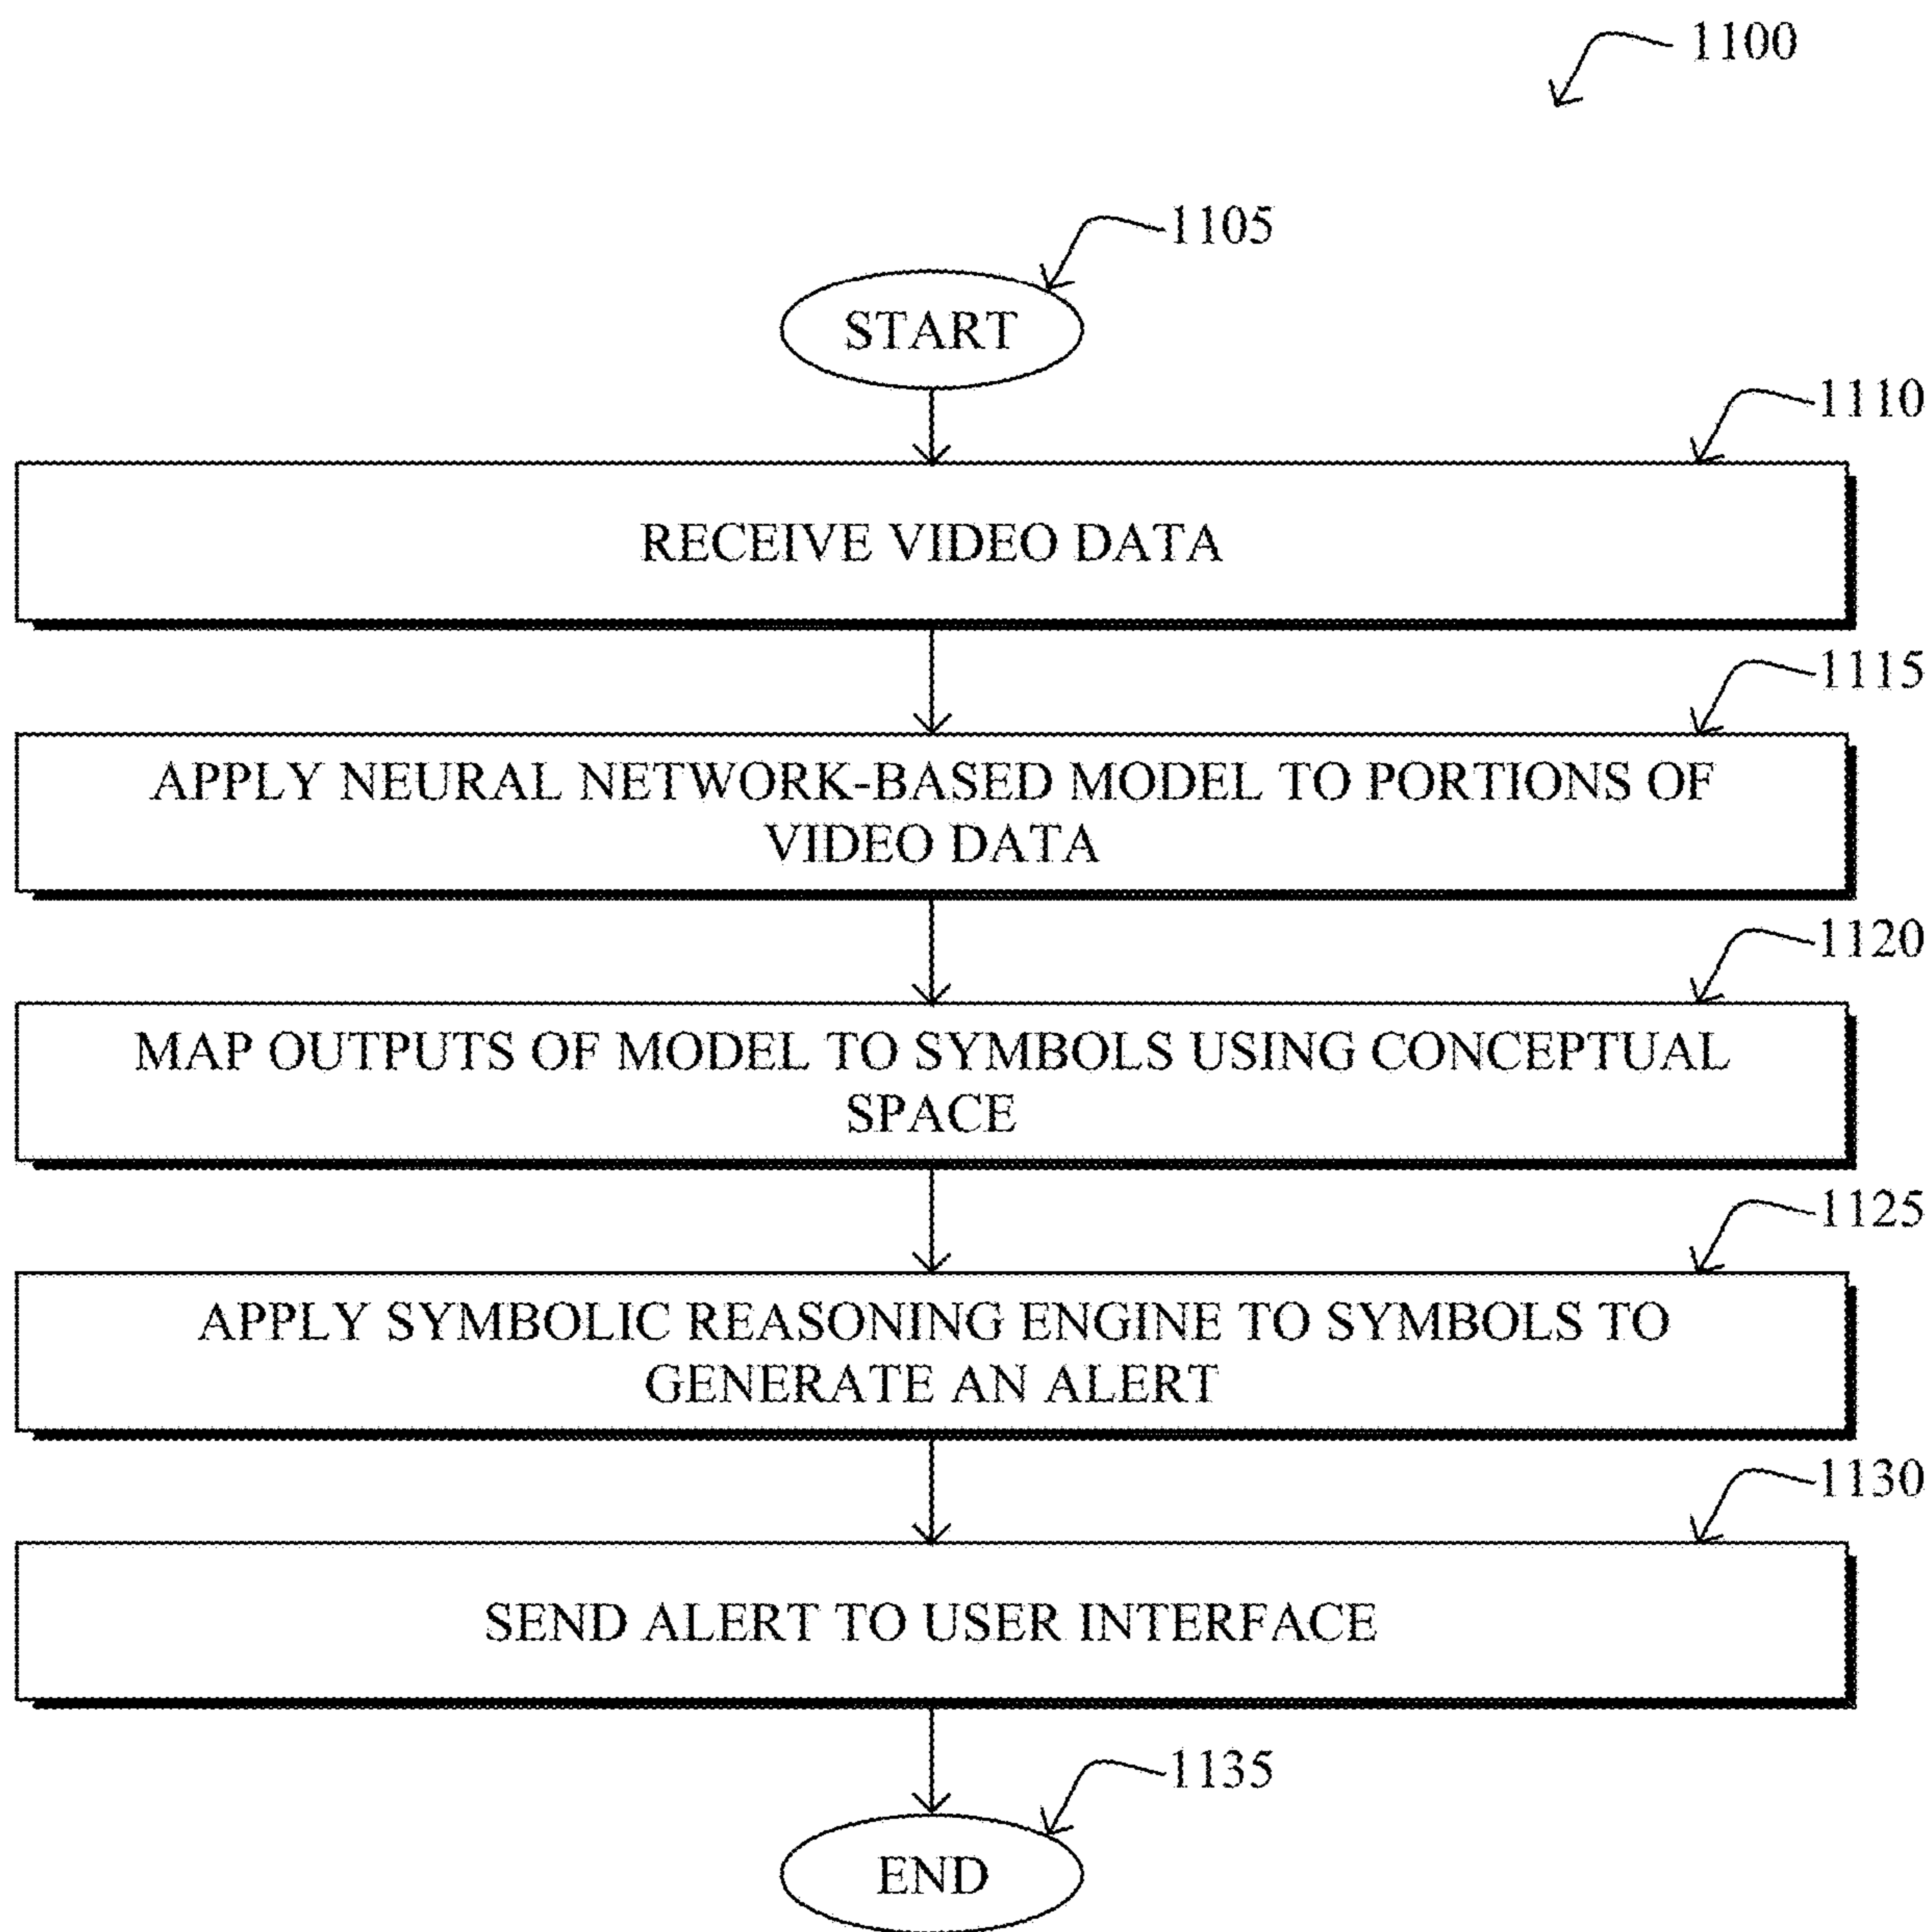 1100
1105
START
1110
RECEIVE VIDEO DATA
1115
APPLY NEURAL NETWORK-BASED MODEL TO PORTIONS OF
VIDEO DATA
1120
MAP OUTPUTS OF MODEL TO SYMBOLS USING CONCEPTUAL
SPACE
1125
APPLY SYMBOLIC REASONING ENGINE TO SYMBOLS TO
GENERATE AN ALERT
1130
SEND ALERT TO USER INTERFACE
1135
END